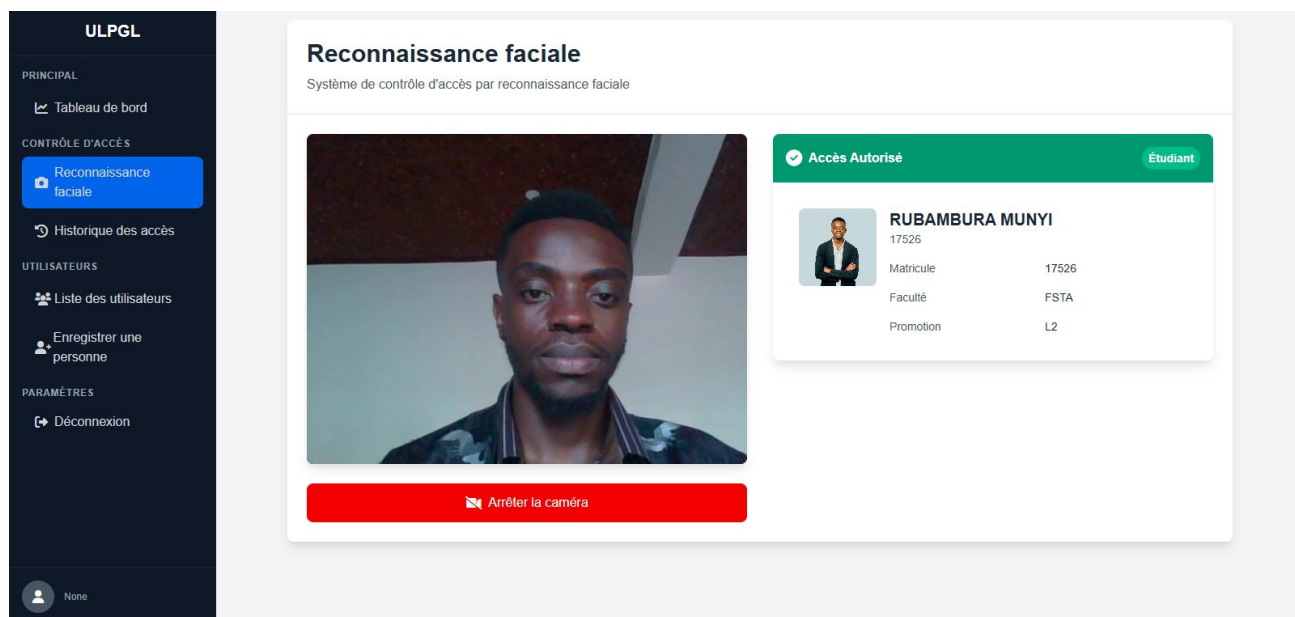 ULPGL
PRINCIPAL
Tableau de bord
CONTRÔLE D'ACCÈS
Reconnaissance
faciale
Historique des accès
UTILISATEURS
Liste des utilisateurs
Enregistrer une
personne
PARAMÈTRES
Déconnexion
None
Reconnaissance faciale
Système de contrôle d'accès par reconnaissance faciale
Arrêter la caméra
Accès Autorisé Étudiant
RUBAMBURA MUNYI
17526
Matricule 17526
Faculté FSTA
Promotion L2